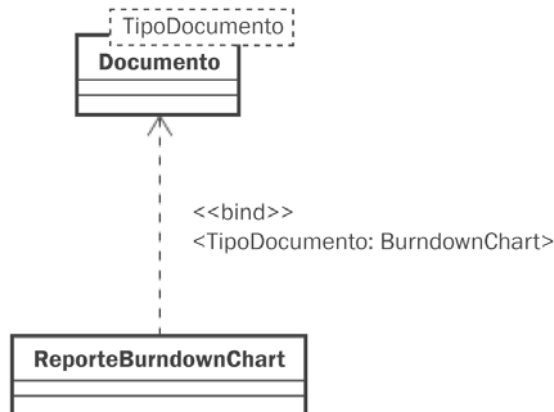 TipoDocumento
Documento
<<bind>>
<TipoDocumento: BurndownChart>
ReporteBurndownChart